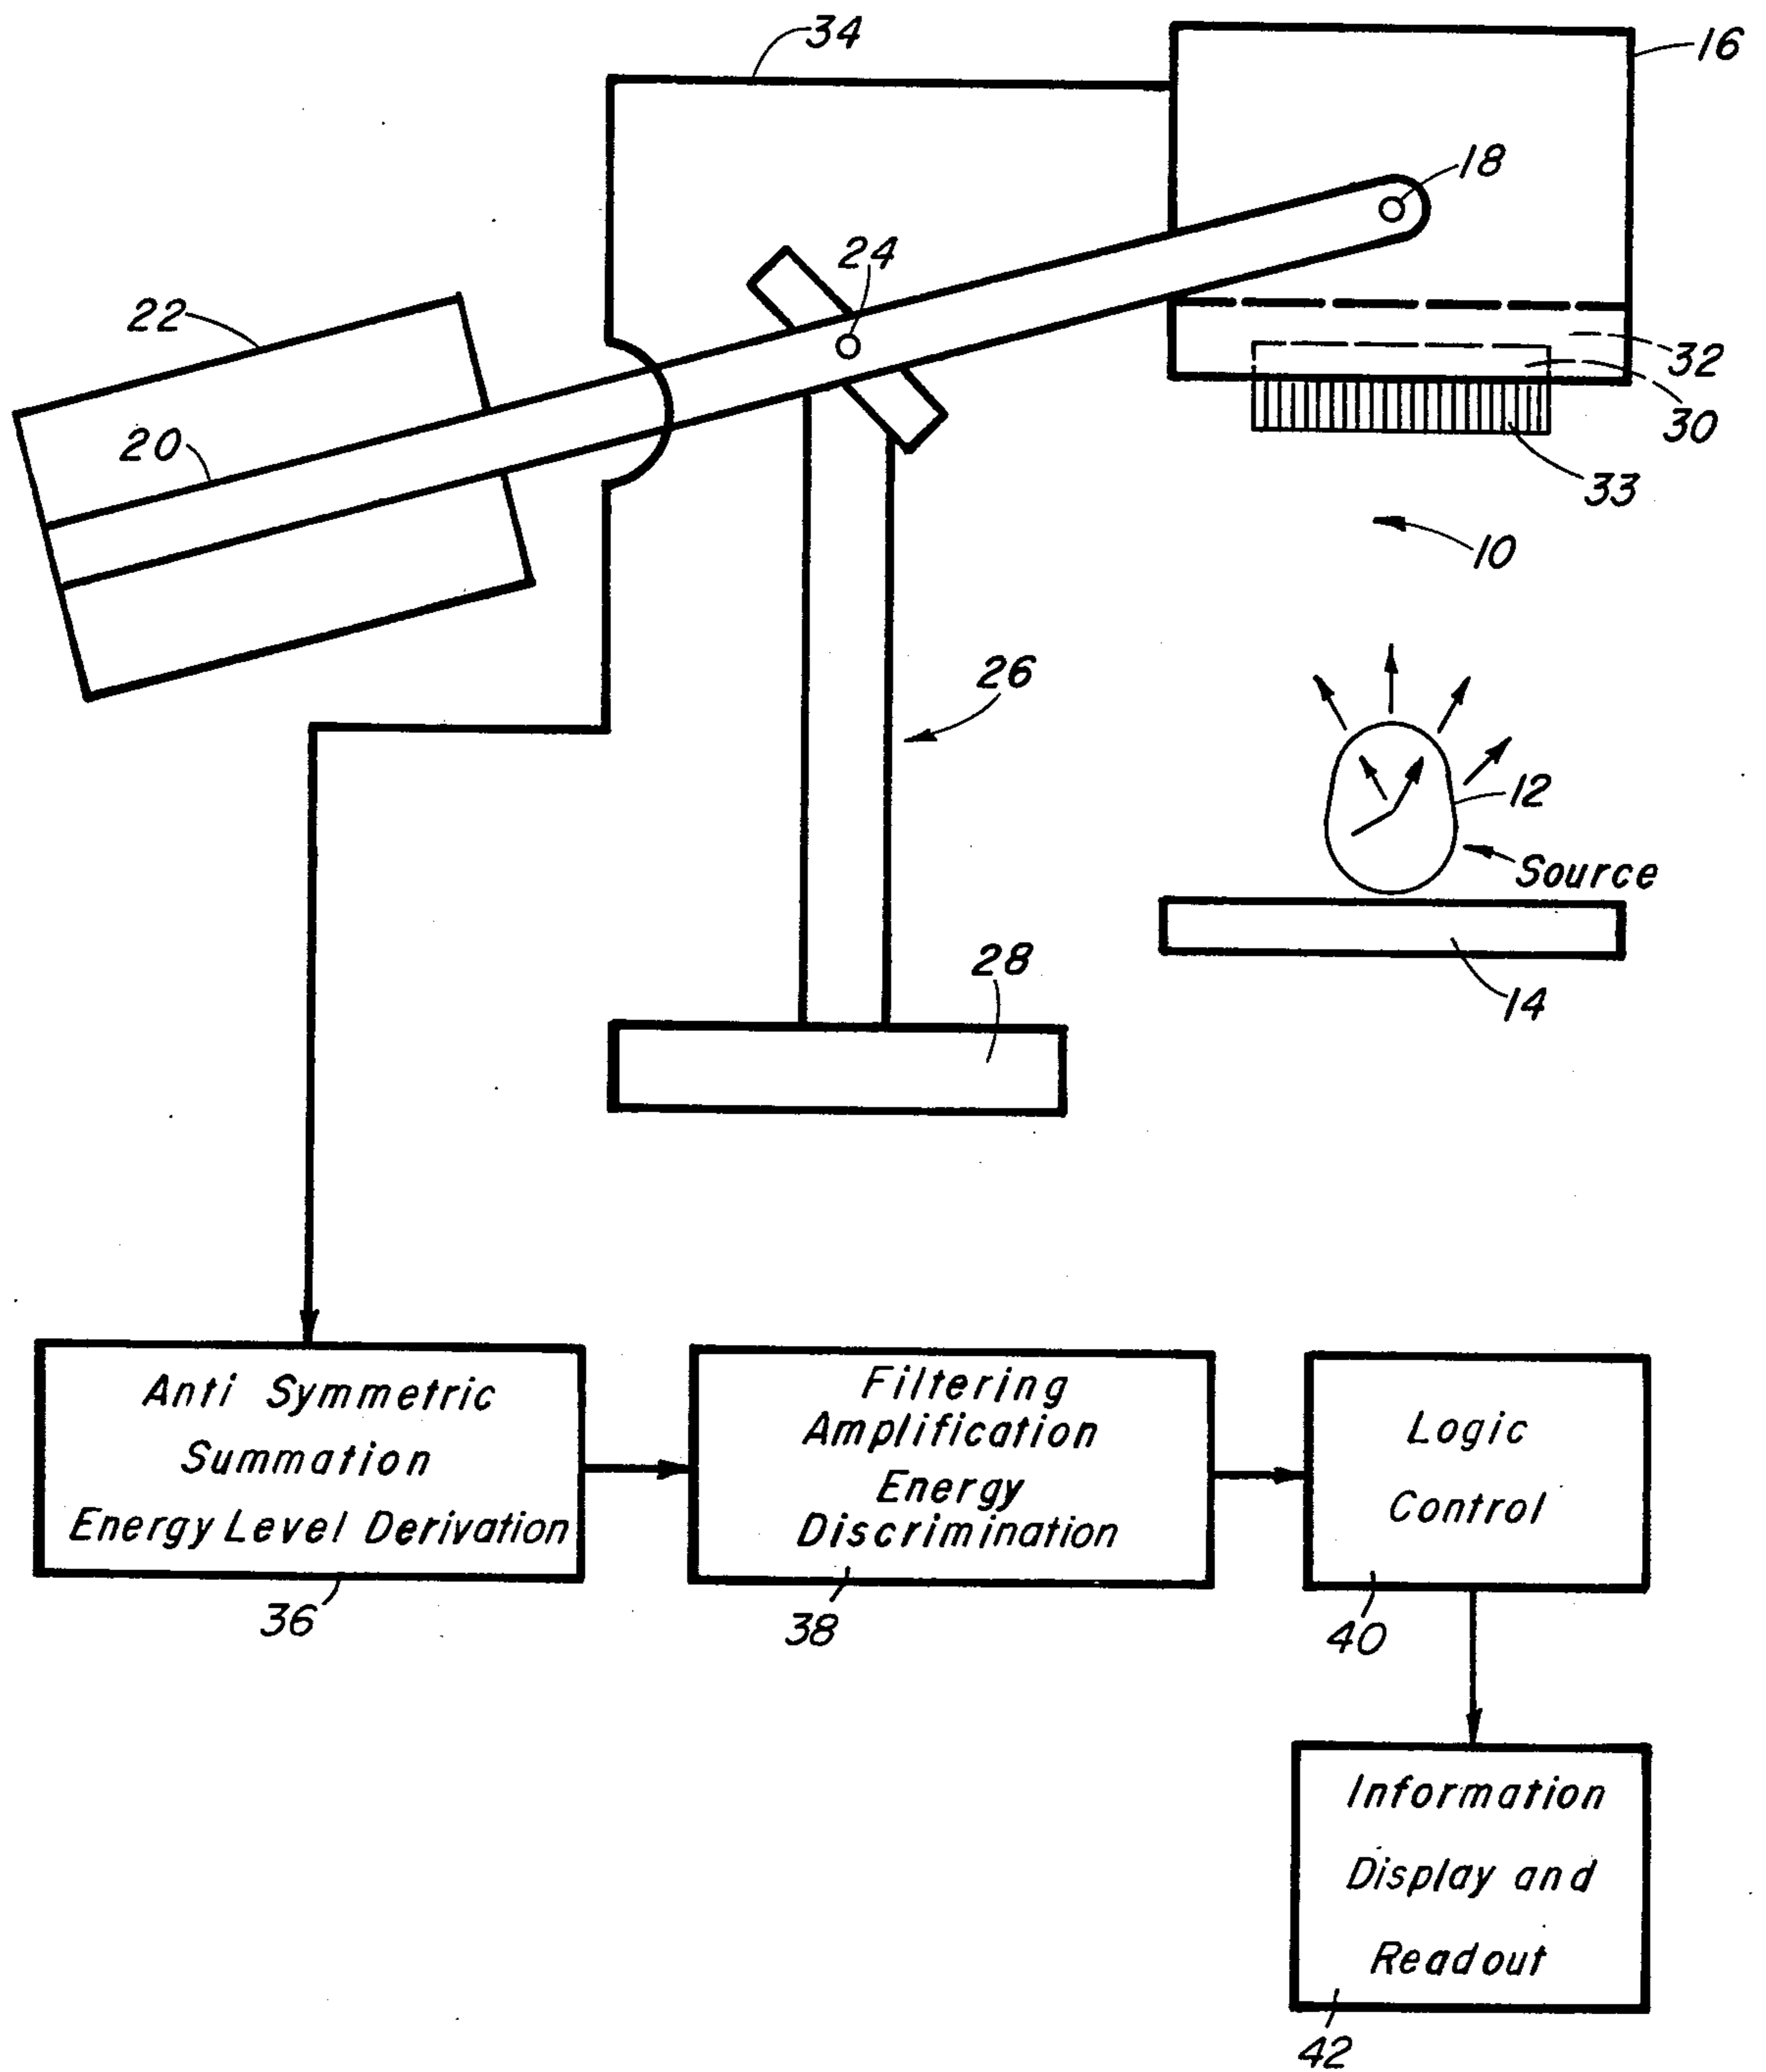 34
16
18
24
22
32
20
30
33
10
26
12
Source
28
14
Anti Symmetric
Summation
Energy Level Derivation
36
Filtering
Amplification
Energy
Discrimination
38
Logic
Control
40
Information
Display and
Readout
42